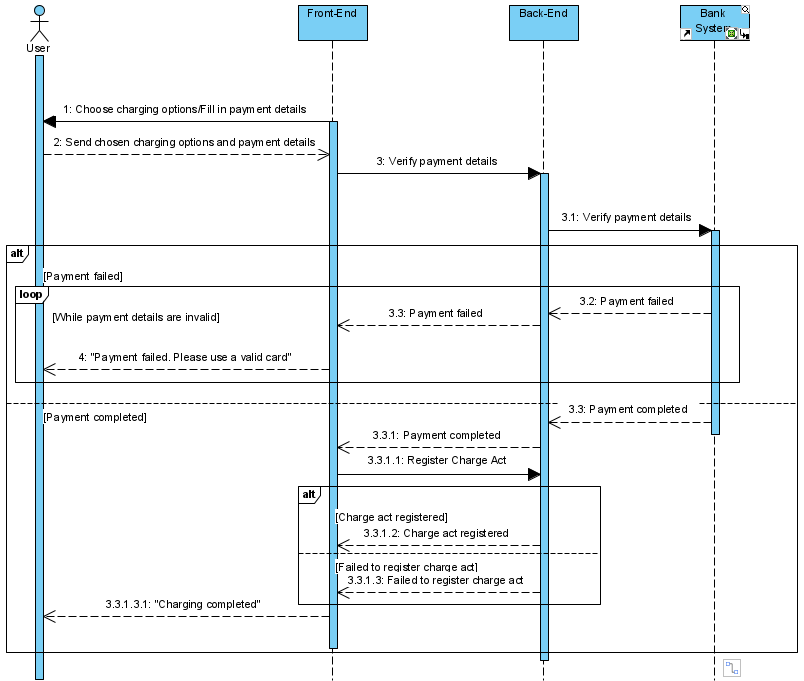 Front-End
Back-End
Bank
System
User
1: Choose charging options/Fill in payment details
2: Send chosen charging options and payment details
3: Verify payment details
3.1: Verify payment details
alt
[Payment failed]
loop
[While payment details are invalid]
3.2: Payment failed
3.3: Payment failed
4: "Payment failed. Please use a valid card"
[Payment completed]
3.3: Payment completed
3.3.1: Payment completed
3.3.1.1: Register Charge Act
alt
[Charge act registered]
3.3.1.2: Charge act registered
[Failed to register charge act]
3.3.1.3: Failed to register charge act
3.3.1.3.1: "Charging completed"